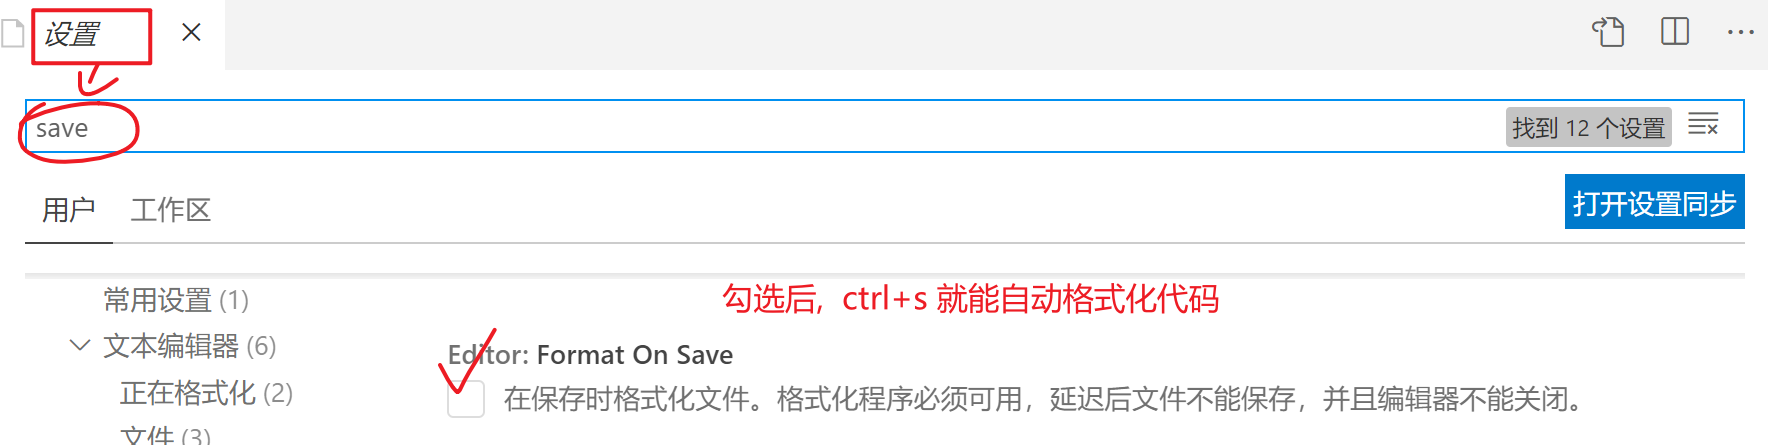 设置
save
找到 12 个设置
用户 工作区
打开设置同步
常用设置 (1)
文本编辑器 (6)
正在格式化 (2)
文件 (3)
勾选后, ctrl+s 就能自动格式化代码
Editor: Format On Save
在保存时格式化文件。格式化程序必须可用，延迟后文件不能保存，并且编辑器不能关闭。